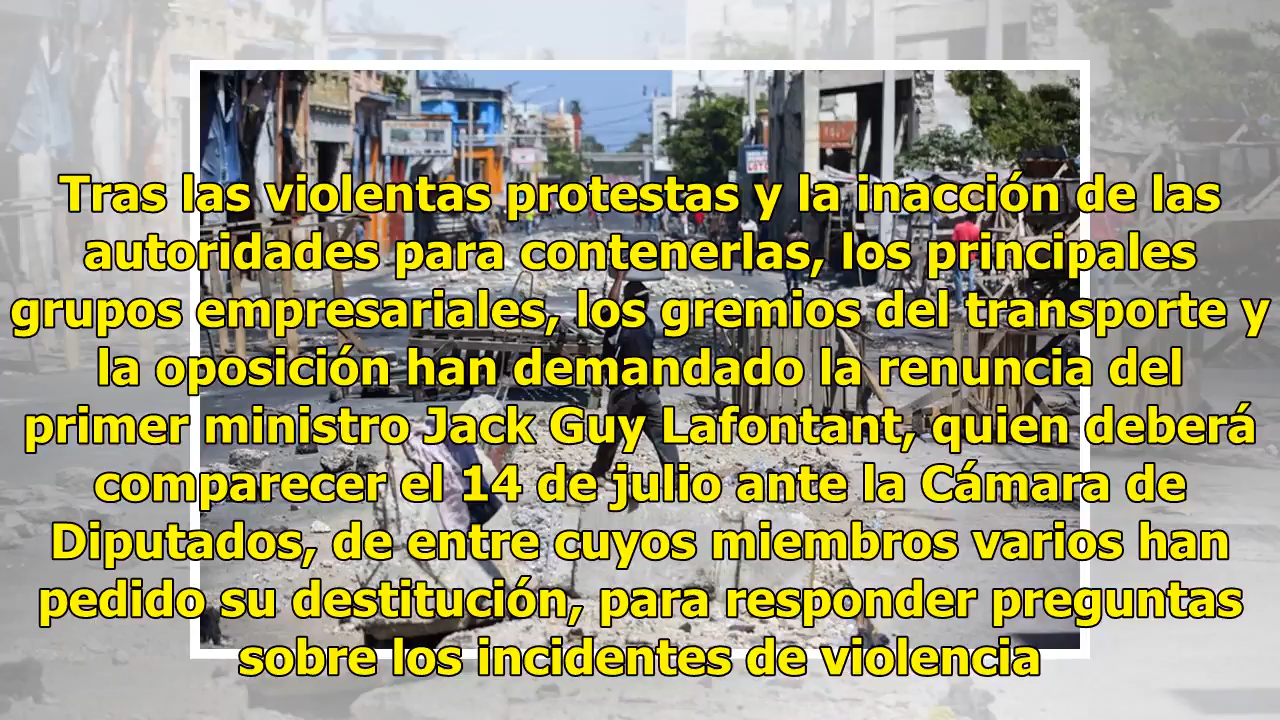 Tras las violentas protestas y la inacción de las
autoridades para contenerlas, los principales
grupos empresariales, los gremios del transporte y
la oposición han demandado la renuncia del
primer ministro Jack Guy Lafontant, quien deberá
comparecer el 14 de julio ante la Cámara de
Diputados, de entre cuyos miembros varios han
pedido su destitución, para responder preguntas
sobre los incidentes de violencia